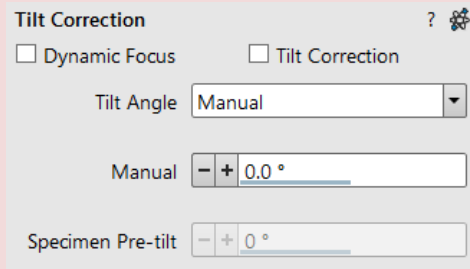 Tilt Correction ?
Dynamic Focus Tilt Correction
Tilt Angle Manual
Manual - + 0.0 °
Specimen Pre-tilt - + 0 °